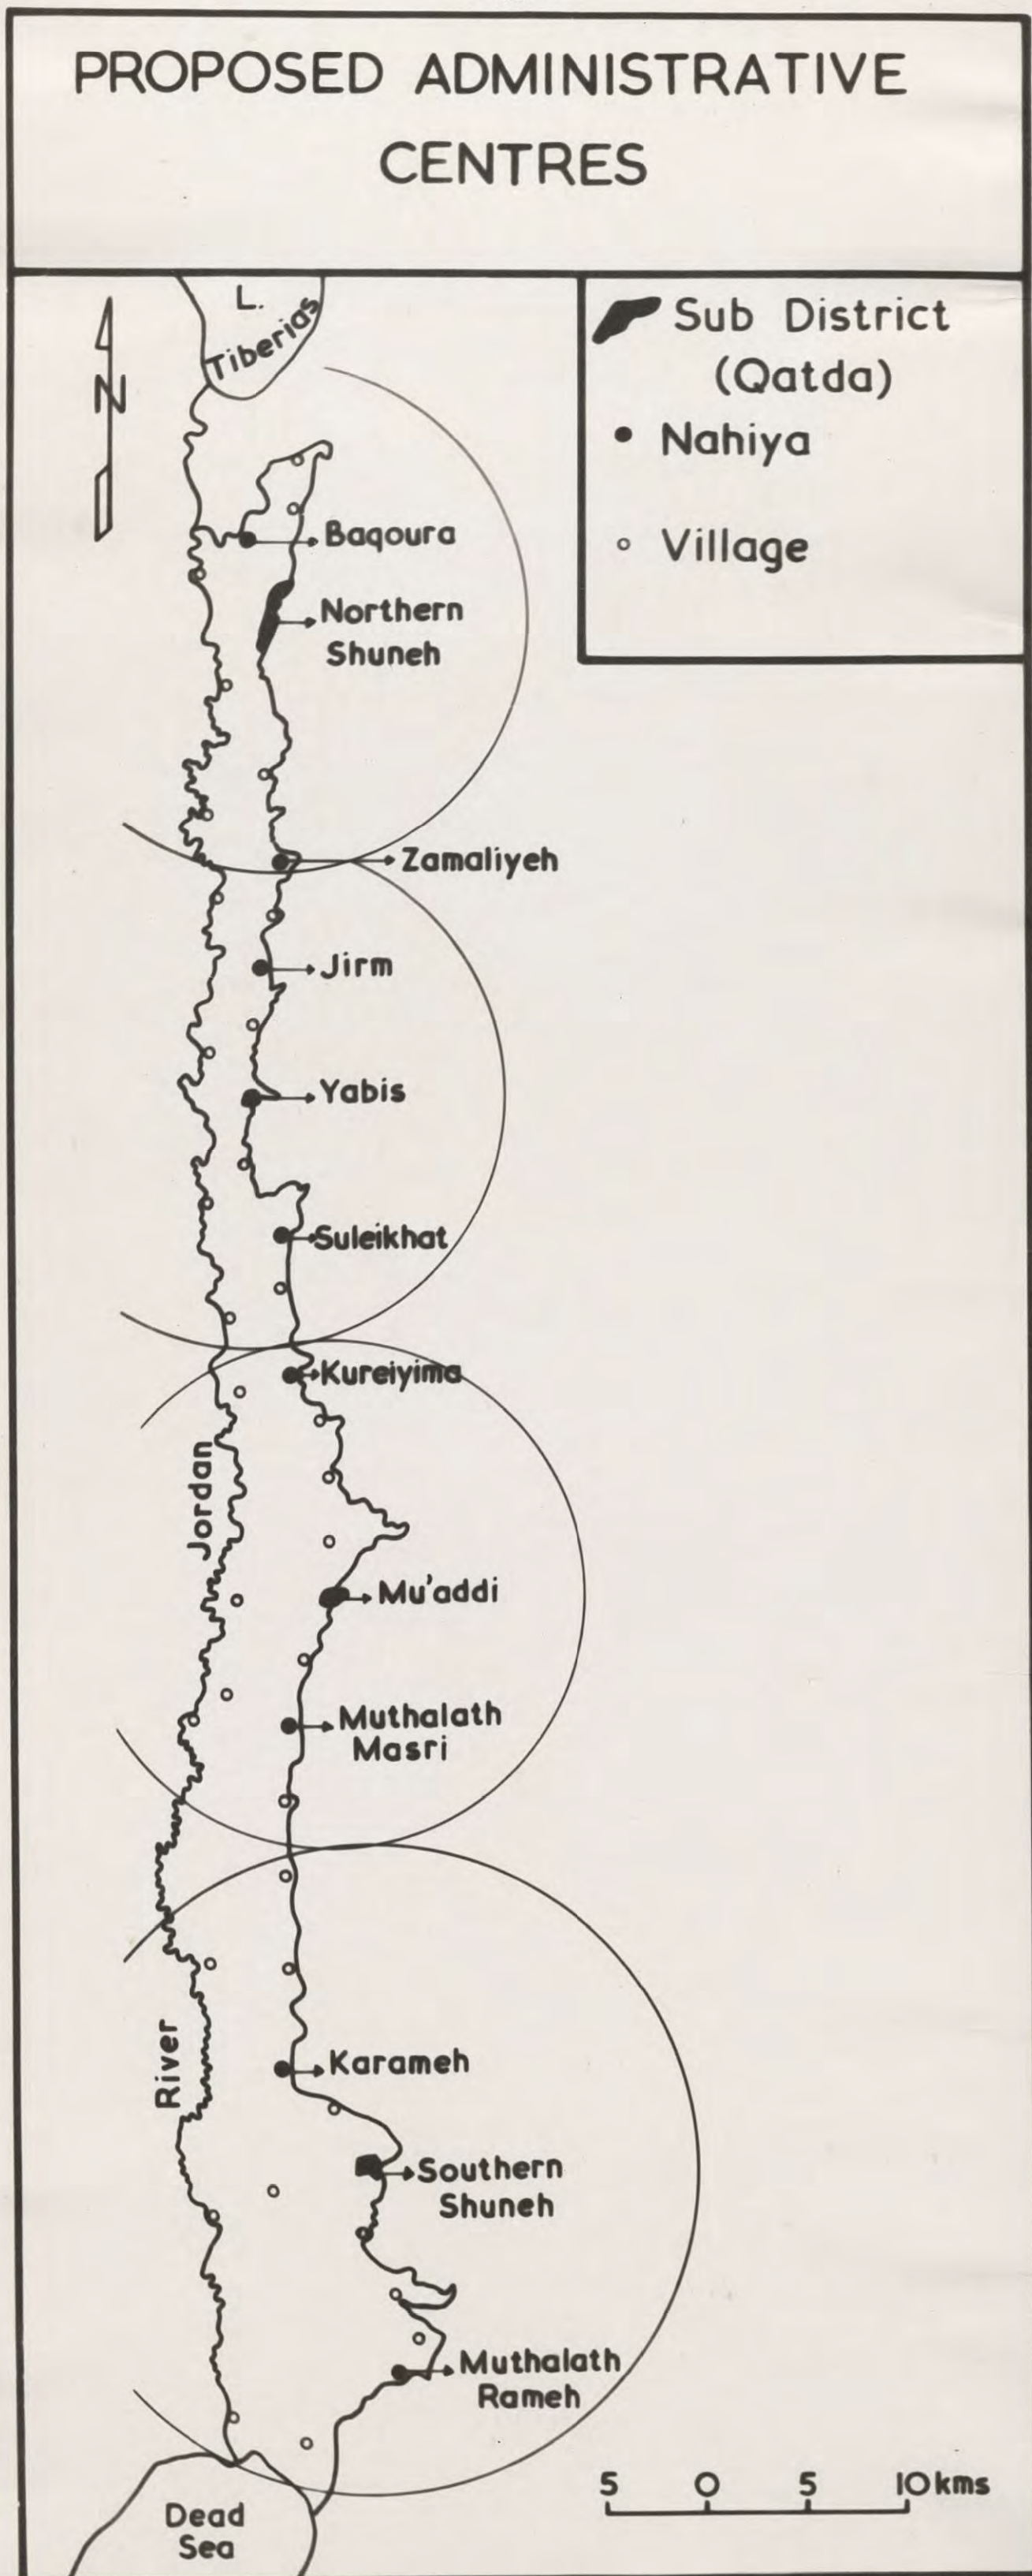 PROPOSED ADMINISTRATIVE
CENTRES
L.
Tiberias
N
Sub District
(Qatda)
Nahiya
Village
Baqoura
Northern
Shuneh
Zamaliyeh
Jirm
Yabis
Suleikhat
Kureiyima
Jordan
Mu'addi
Muthalath
Masri
River
Karameh
Southern
Shuneh
Muthalath
Rameh
5 0 5 10kms
Dead
Sea